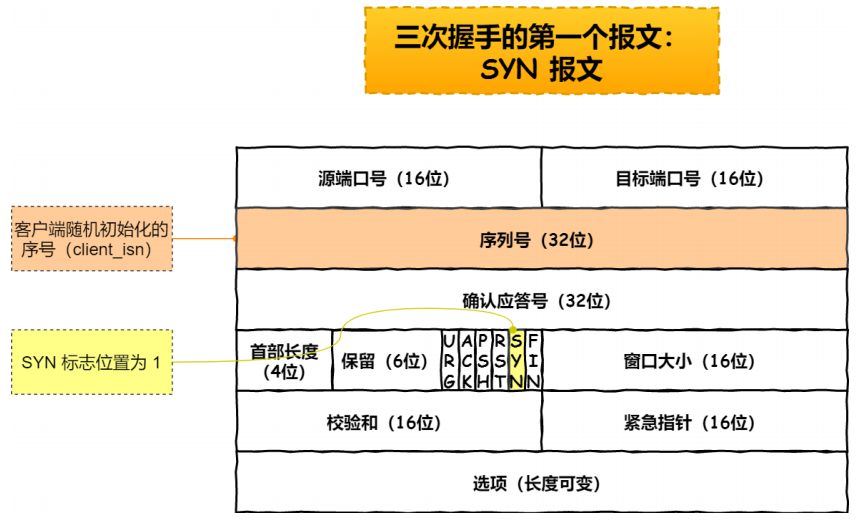 三次握手的第一个报文：
SYN 报文
源端口号（16位）
目标端口号（16位）
客户端随机初始化的
序号（client_isn）
序列号（32位）
确认应答号（32位）
SYN 标志位置为 1
首部长度
（4位）
保留（6位）
URG
ACK
PSH
RST
SYN
FIN
窗口大小（16位）
校验和（16位）
紧急指针（16位）
选项（长度可变）